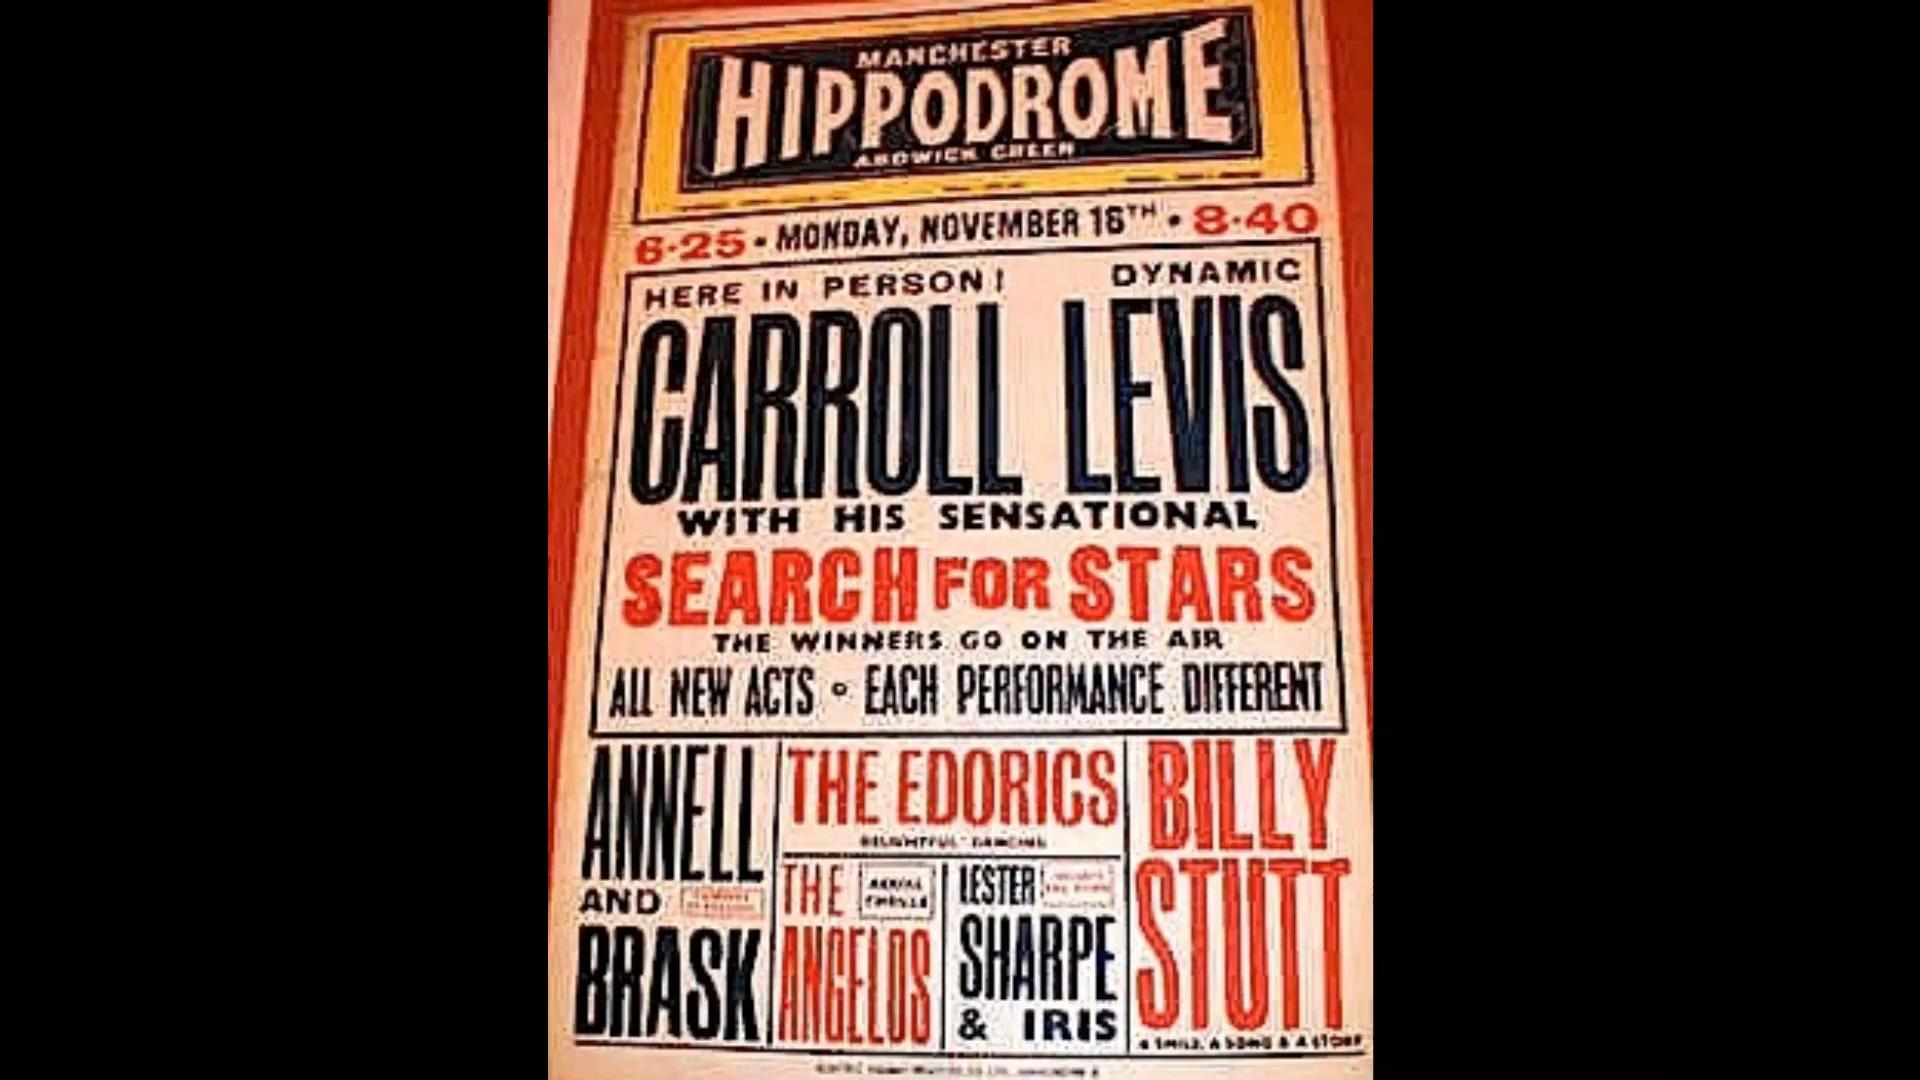 MANCHESTER
HIPPODROME
ARDWICK GREEN
6·25 · MONDAY, NOVEMBER 16TH · 8·40
HERE IN PERSON! DYNAMIC
CARROLL LEVIS
WITH HIS SENSATIONAL
SEARCH FOR STARS
THE WINNERS GO ON THE AIR
ALL NEW ACTS · EACH PERFORMANCE DIFFERENT
ANNELL
AND
BRASK
THE EDORICS
DELIGHTFUL DANCING
THE
ANGELOS
AERIAL
THRILLS
LESTER
SHARPE
& IRIS
BILLY
STUTT
A SMILE, A SONG & A STORY